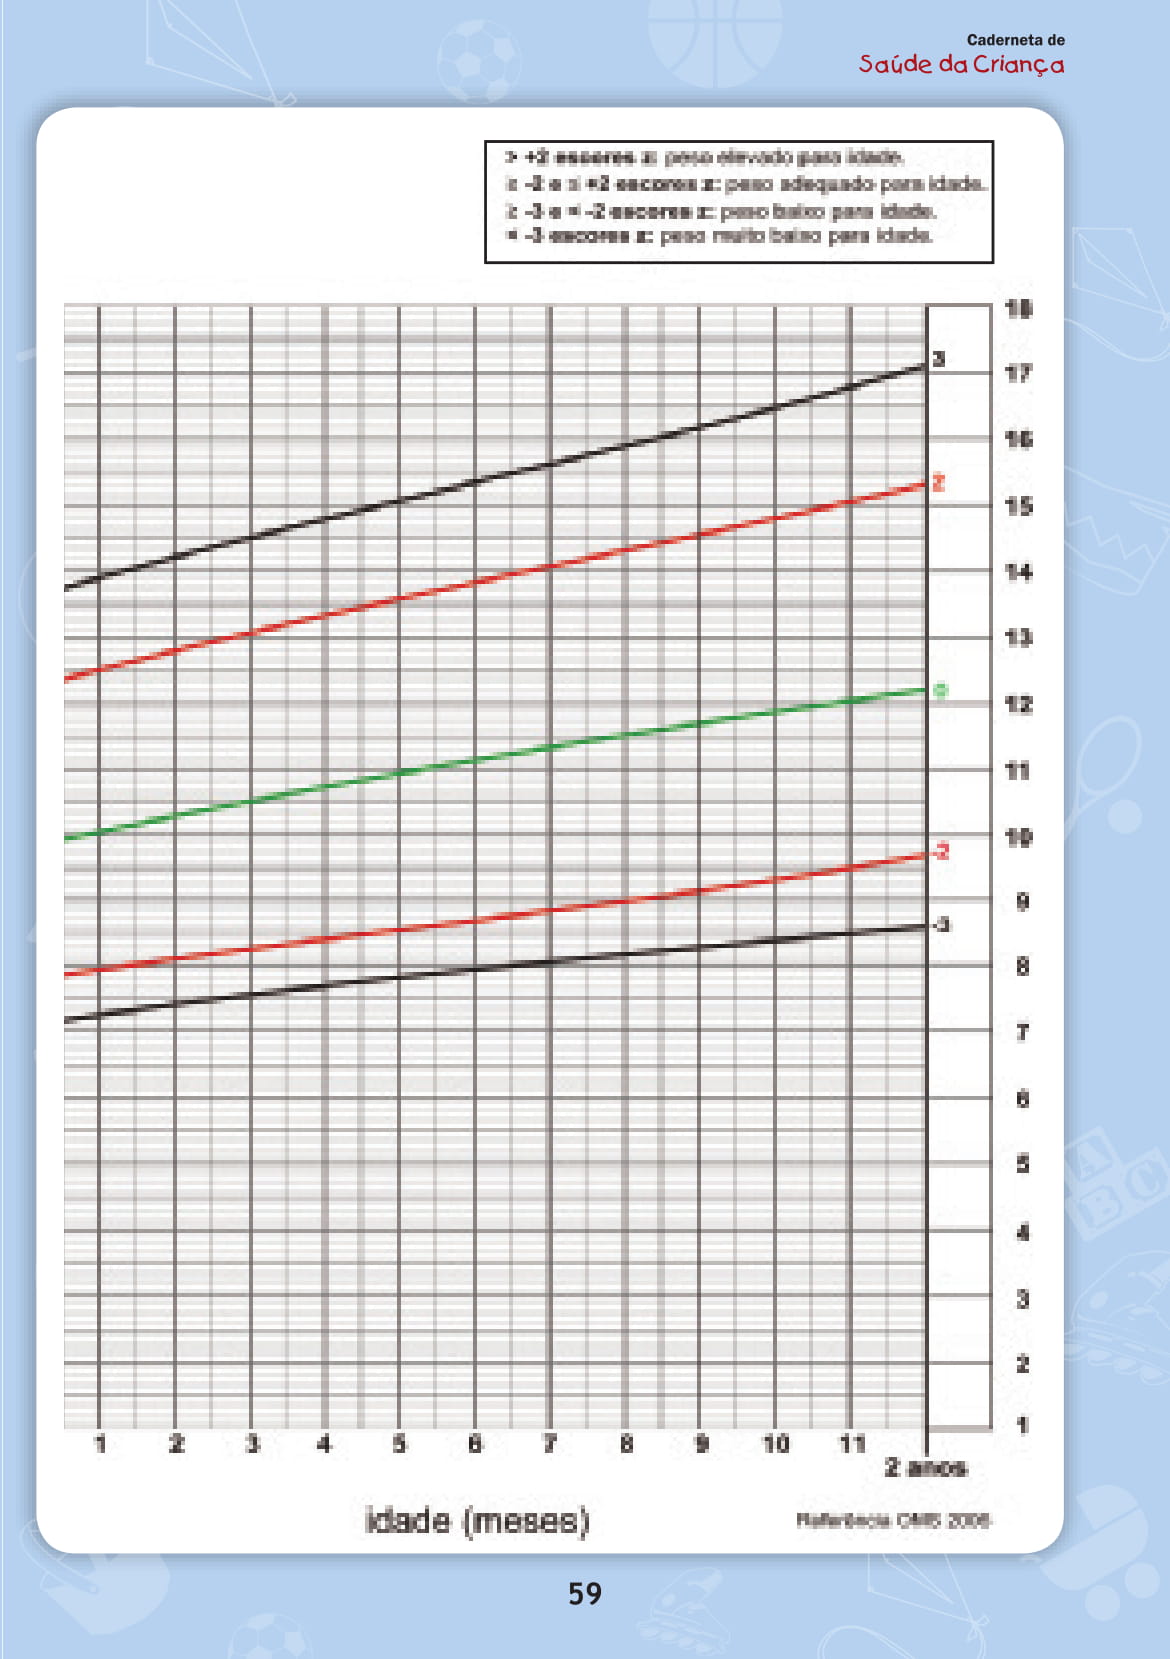 Caderneta de
Saúde da Criança
> +2 escores z: peso elevado para idade.
≥ -2 e ≤ +2 escores z: peso adequado para idade.
≥ -3 e < -2 escores z: peso baixo para idade.
< -3 escores z: peso muito baixo para idade.
18
3
17
16
2
15
14
13
0
12
11
10
-2
9
-3
8
7
6
5
4
3
2
1
1 2 3 4 5 6 7 8 9 10 11
2 anos
idade (meses)
Referência OMS 2006
59
A
B C